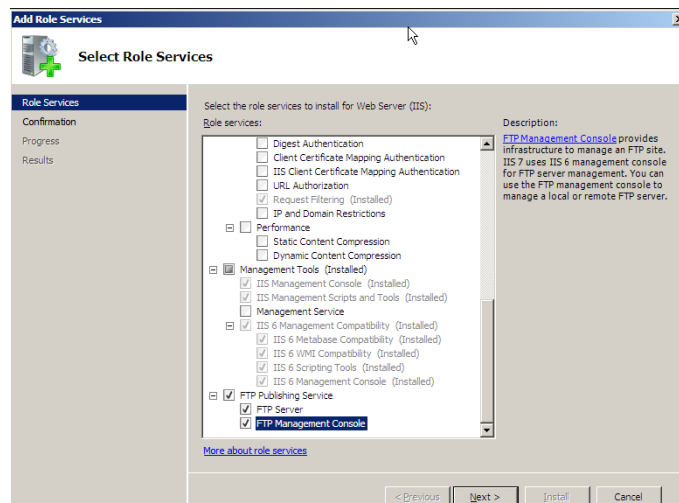 Add Role Services
Select Role Services
Role Services
Confirmation
Progress
Results
Select the role services to install for Web Server (IIS):
Role services:
Digest Authentication
Client Certificate Mapping Authentication
IIS Client Certificate Mapping Authentication
URL Authorization
Request Filtering (Installed)
IP and Domain Restrictions
Performance
Static Content Compression
Dynamic Content Compression
Management Tools (Installed)
IIS Management Console (Installed)
IIS Management Scripts and Tools (Installed)
Management Service
IIS 6 Management Compatibility (Installed)
IIS 6 Metabase Compatibility (Installed)
IIS 6 WMI Compatibility (Installed)
IIS 6 Scripting Tools (Installed)
IIS 6 Management Console (Installed)
FTP Publishing Service
FTP Server
FTP Management Console
More about role services
Description:
FTP Management Console provides
infrastructure to manage an FTP site.
IIS 7 uses IIS 6 management console
for FTP server management. You can
use the FTP management console to
manage a local or remote FTP server.
< Previous
Next >
Install
Cancel